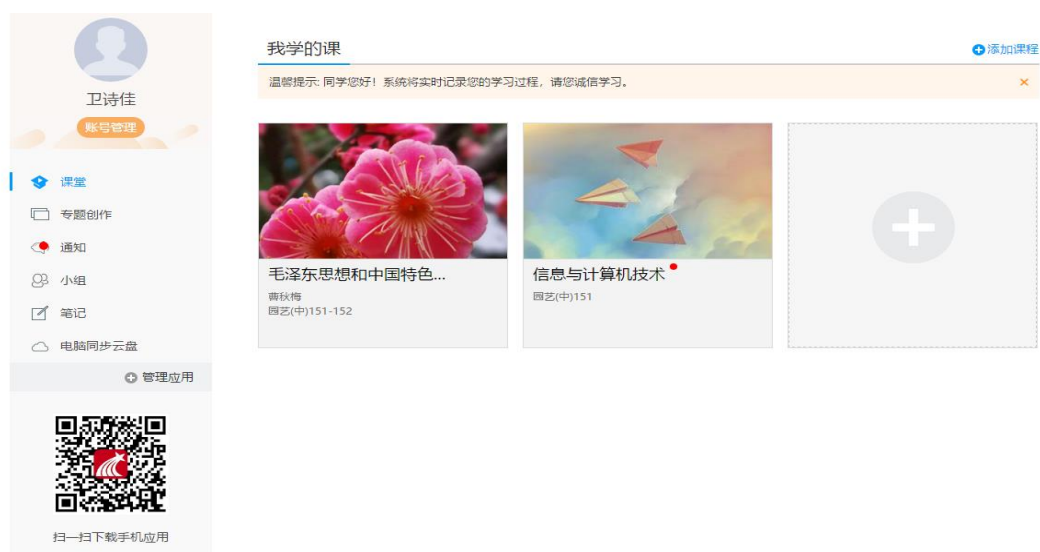 卫诗佳
账号管理
课堂
专题创作
通知
小组
笔记
电脑同步云盘
管理应用
扫一扫下载手机应用
我学的课
添加课程
温馨提示: 同学您好！系统将实时记录您的学习过程，请您诚信学习。
毛泽东思想和中国特色...
曹秋梅
园艺(中)151-152
信息与计算机技术
园艺(中)151